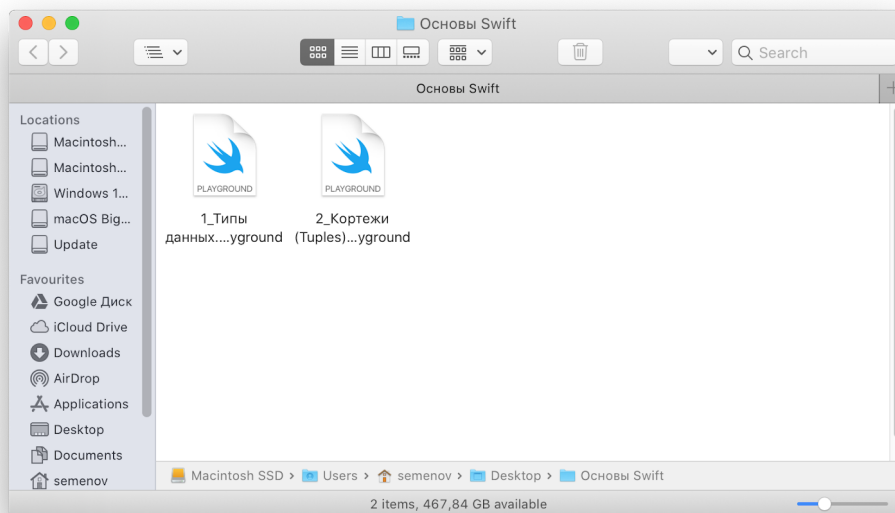 Основы Swift
Search
Основы Swift
Locations
Macintosh...
Macintosh...
Windows 1...
macOS Big...
Update
Favourites
Google Диск
iCloud Drive
Downloads
AirDrop
Applications
Desktop
Documents
semenov
PLAYGROUND
1_Типы
данных....yground
PLAYGROUND
2_Кортежи
(Tuples)...yground
Macintosh SSD › Users › semenov › Desktop › Основы Swift
2 items, 467,84 GB available